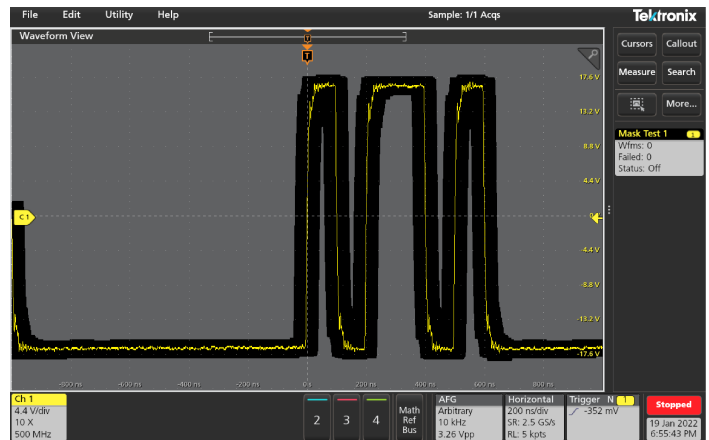 File Edit Utility Help Sample: 1/1 Acqs Tektronix
Waveform View
T
T
Cursors Callout
Measure Search
More...
17.6 V
13.2 V
8.8 V
4.4 V
-4.4 V
-8.8 V
-13.2 V
-17.6 V
C 1
Mask Test 1 1
Wfms: 0
Failed: 0
Status: Off
-800 ns -600 ns -400 ns -200 ns 0 s 200 ns 400 ns 600 ns 800 ns
Ch 1
4.4 V/div
10 X
500 MHz
2 3 4
Math
Ref
Bus
AFG
Arbitrary
10 kHz
3.26 Vpp
Horizontal
200 ns/div
SR: 2.5 GS/s
RL: 5 kpts
Trigger N 1
-352 mV
Stopped
19 Jan 2022
6:55:43 PM